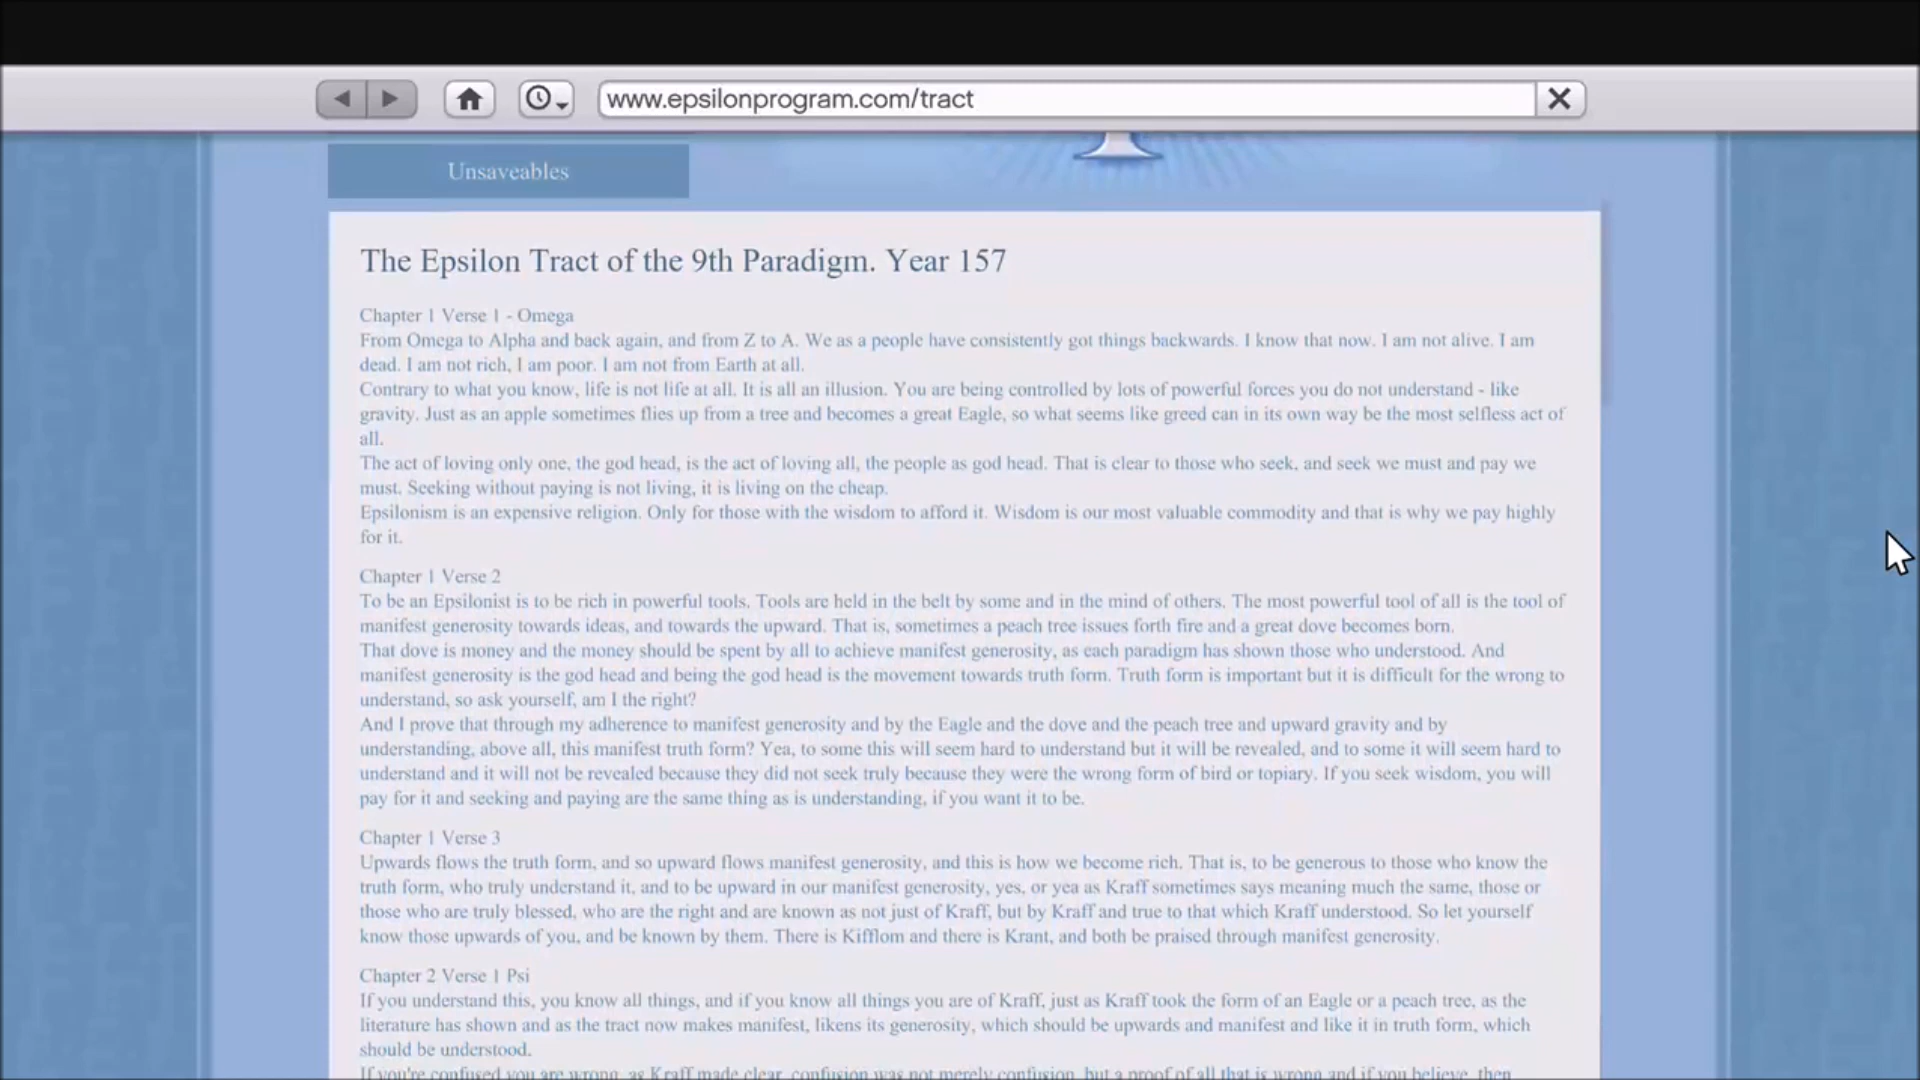 www.epsilonprogram.com/tract
Unsaveables
The Epsilon Tract of the 9th Paradigm. Year 157
Chapter 1 Verse 1 - Omega
From Omega to Alpha and back again, and from Z to A. We as a people have consistently got things backwards. I know that now. I am not alive. I am
dead. I am not rich, I am poor. I am not from Earth at all.
Contrary to what you know, life is not life at all. It is all an illusion. You are being controlled by lots of powerful forces you do not understand - like
gravity. Just as an apple sometimes flies up from a tree and becomes a great Eagle, so what seems like greed can in its own way be the most selfless act of
all.
The act of loving only one, the god head, is the act of loving all, the people as god head. That is clear to those who seek, and seek we must and pay we
must. Seeking without paying is not living, it is living on the cheap.
Epsilonism is an expensive religion. Only for those with the wisdom to afford it. Wisdom is our most valuable commodity and that is why we pay highly
for it.
Chapter 1 Verse 2
To be an Epsilonist is to be rich in powerful tools. Tools are held in the belt by some and in the mind of others. The most powerful tool of all is the tool of
manifest generosity towards ideas, and towards the upward. That is, sometimes a peach tree issues forth fire and a great dove becomes born.
That dove is money and the money should be spent by all to achieve manifest generosity, as each paradigm has shown those who understood. And
manifest generosity is the god head and being the god head is the movement towards truth form. Truth form is important but it is difficult for the wrong to
understand, so ask yourself, am I the right?
And I prove that through my adherence to manifest generosity and by the Eagle and the dove and the peach tree and upward gravity and by
understanding, above all, this manifest truth form? Yea, to some this will seem hard to understand but it will be revealed, and to some it will seem hard to
understand and it will not be revealed because they did not seek truly because they were the wrong form of bird or topiary. If you seek wisdom, you will
pay for it and seeking and paying are the same thing as is understanding, if you want it to be.
Chapter 1 Verse 3
Upwards flows the truth form, and so upward flows manifest generosity, and this is how we become rich. That is, to be generous to those who know the
truth form, who truly understand it, and to be upward in our manifest generosity, yes, or yea as Kraff sometimes says meaning much the same, those or
those who are truly blessed, who are the right and are known as not just of Kraff, but by Kraff and true to that which Kraff understood. So let yourself
know those upwards of you, and be known by them. There is Kifflom and there is Krant, and both be praised through manifest generosity.
Chapter 2 Verse 1 Psi
If you understand this, you know all things, and if you know all things you are of Kraff, just as Kraff took the form of an Eagle or a peach tree, as the
literature has shown and as the tract now makes manifest, likens its generosity, which should be upwards and manifest and like it in truth form, which
should be understood.
If you're confused you are wrong, as Kraff made clear, confusion was not merely confusion, but a proof of all that is wrong and if you believe, then